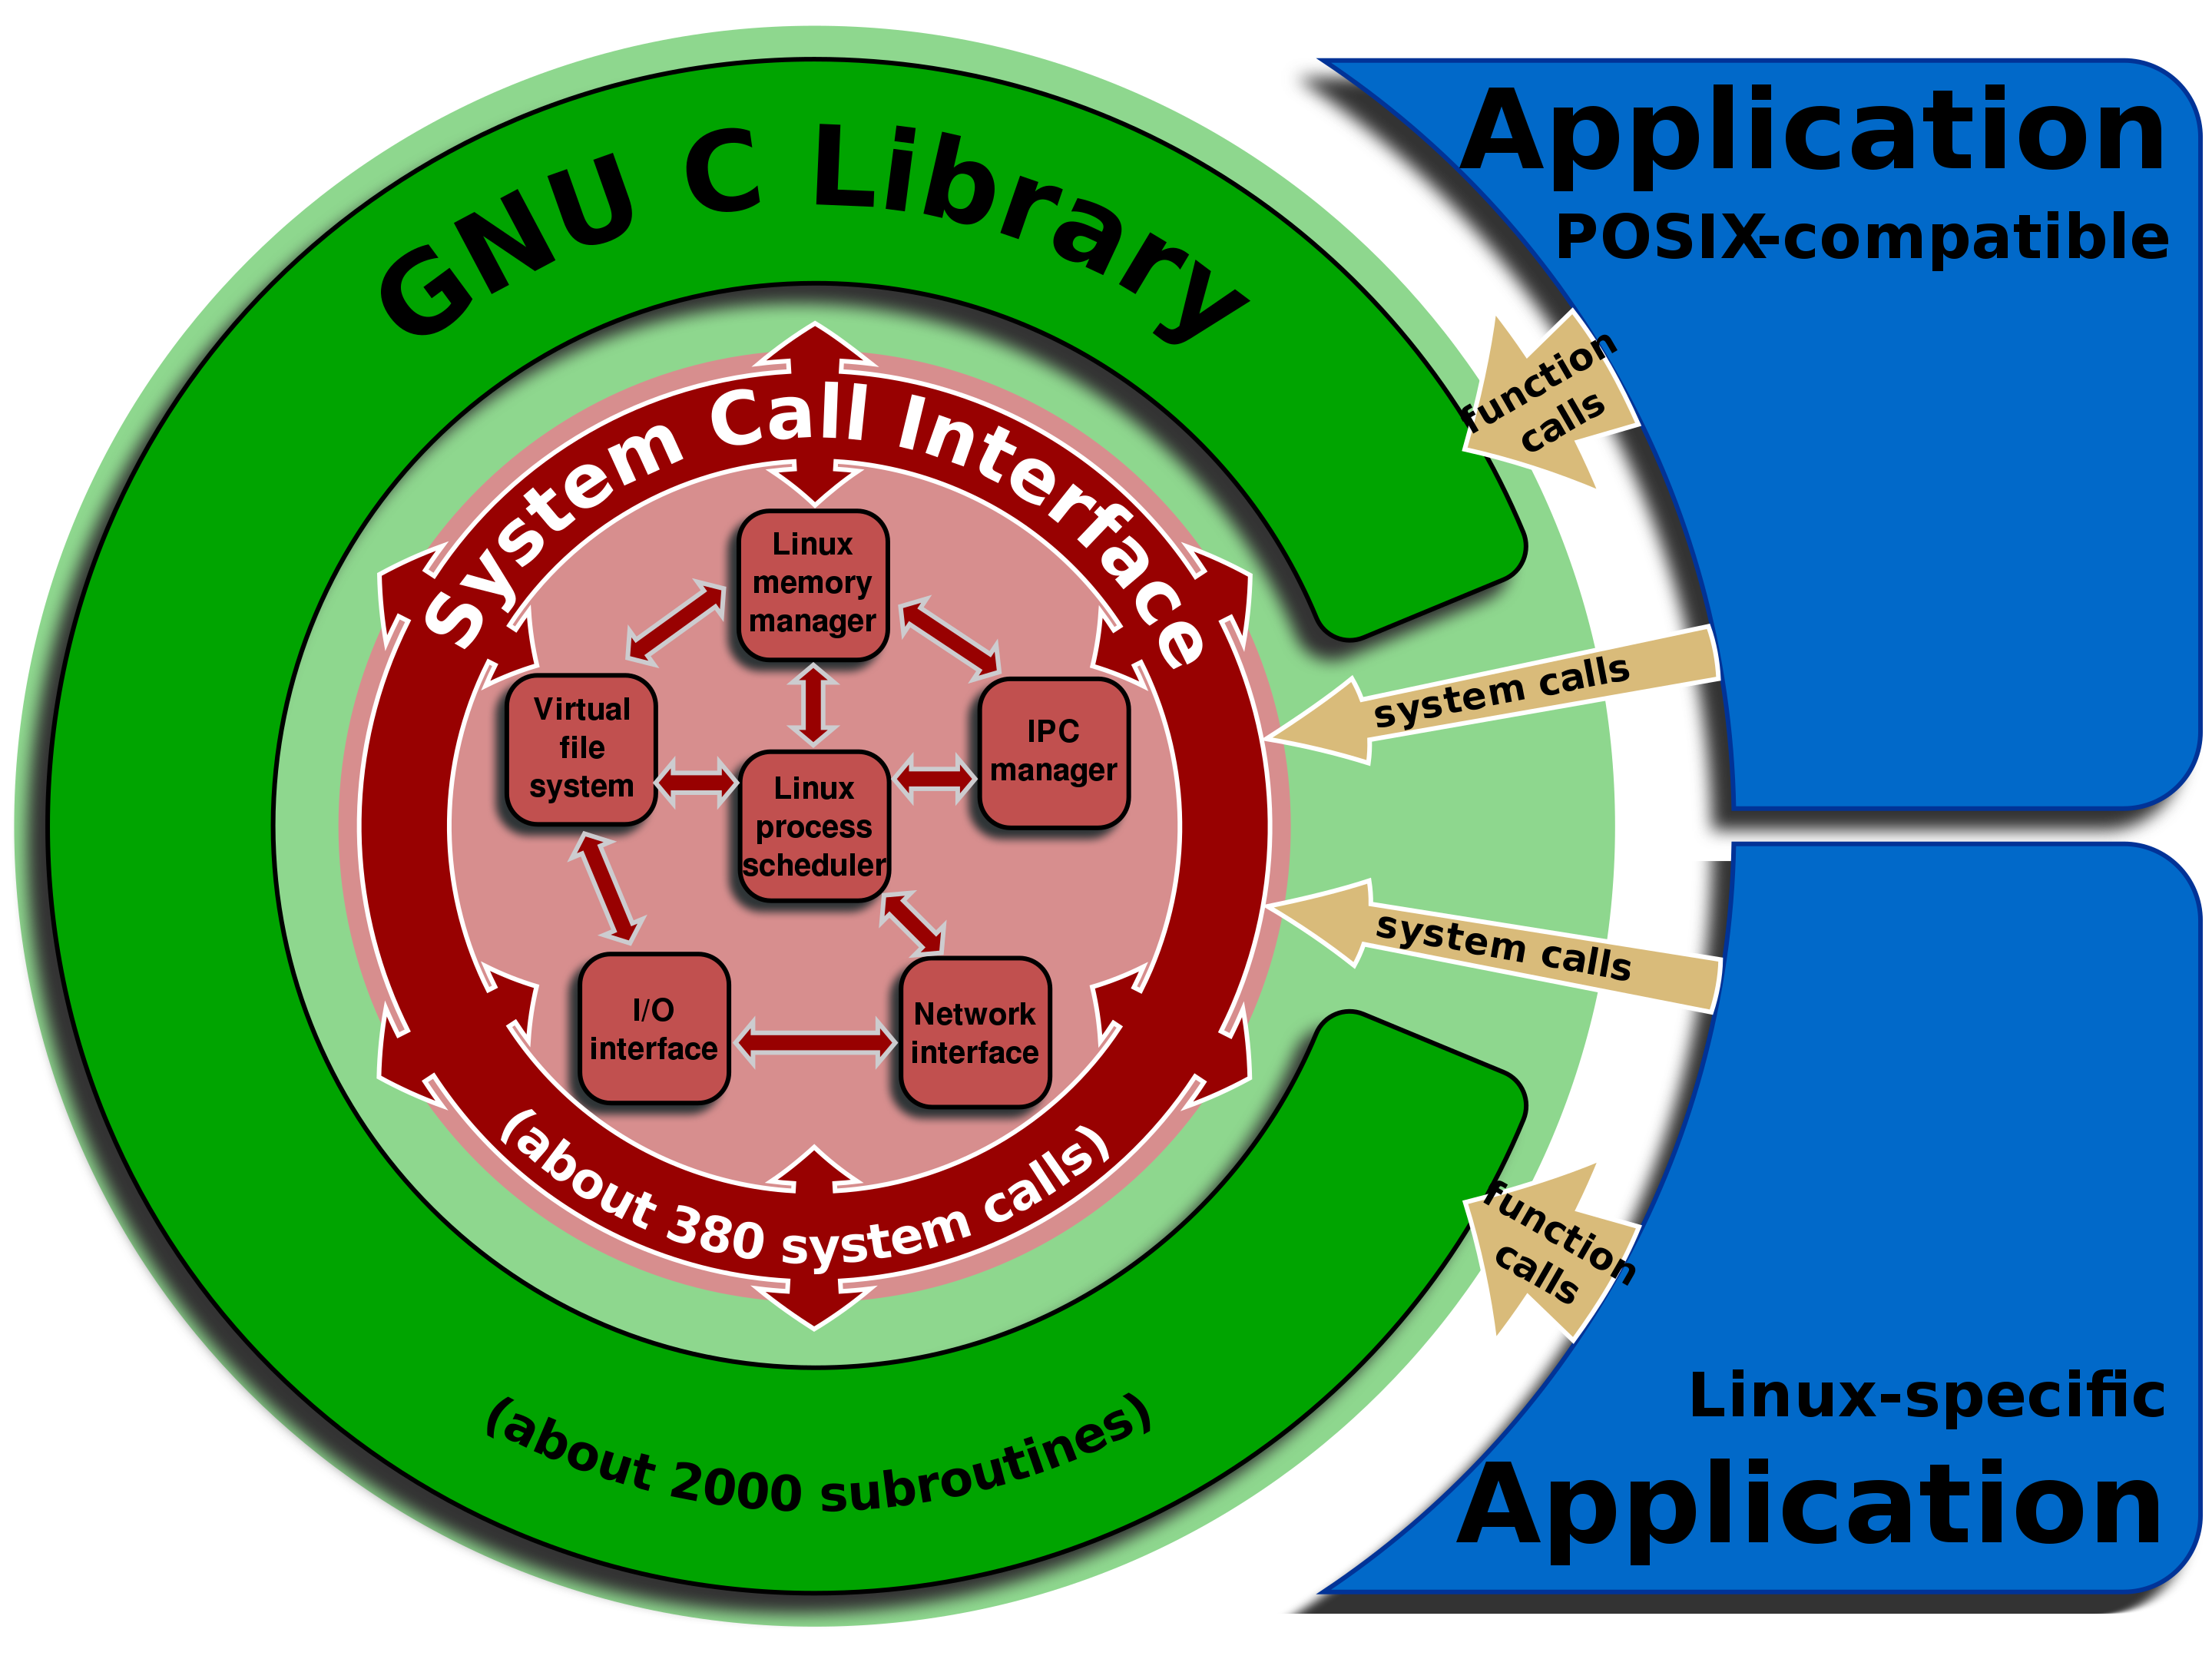 GNU C Library
Application
POSIX-compatible
function
calls
System Call Interface
Linux
memory
manager
system calls
Virtual
file
system
IPC
manager
Linux
process
scheduler
system calls
I/O
interface
Network
interface
(about 380 system calls)
function
calls
(about 2000 subroutines)
Linux-specific
Application